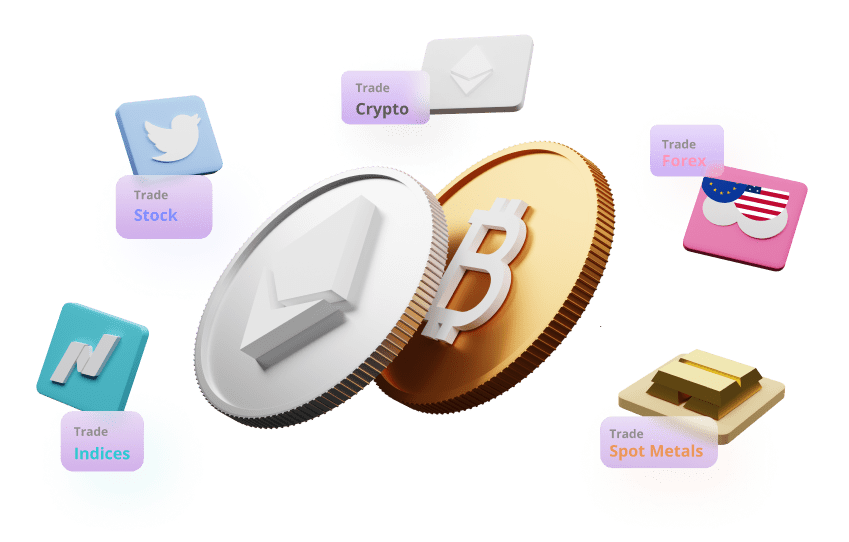 Trade
Crypto
Trade
Stock
Trade
Forex
Trade
Indices
Trade
Spot Metals